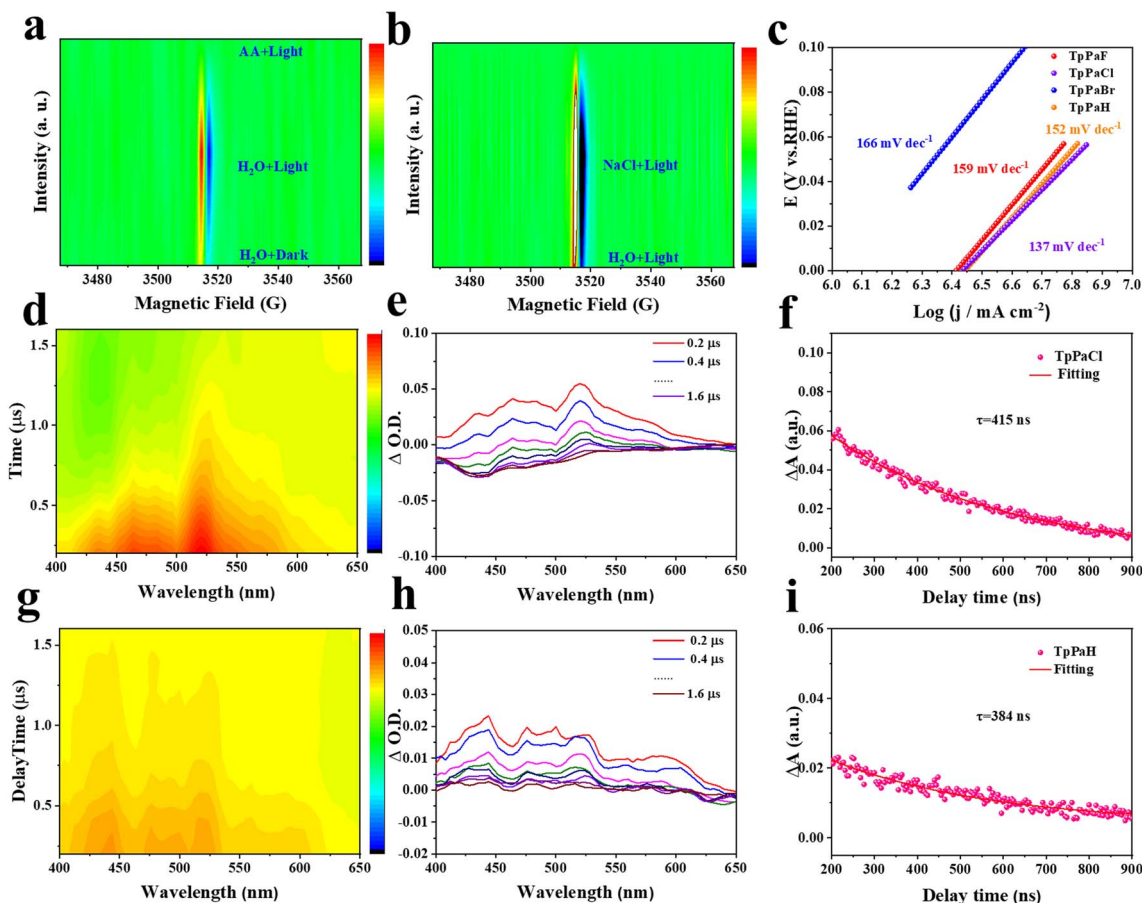 a
AA+Light
H₂O+Light
H₂O+Dark
Intensity (a. u.)
3480 3500 3520 3540 3560
Magnetic Field (G)
b
NaCl+Light
H₂O+Light
Intensity (a. u.)
3480 3500 3520 3540 3560
Magnetic Field (G)
c
TpPaF
TpPaCl
TpPaBr
TpPaH
166 mV dec⁻¹
152 mV dec⁻¹
159 mV dec⁻¹
137 mV dec⁻¹
E (V vs.RHE)
0.10
0.08
0.06
0.04
0.02
0.00
6.0 6.1 6.2 6.3 6.4 6.5 6.6 6.7 6.8 6.9 7.0
Log (j / mA cm⁻²)
d
Time (μs)
1.5
1.0
0.5
400 450 500 550 600 650
Wavelength (nm)
e
0.2 μs
0.4 μs
......
1.6 μs
Δ O.D.
0.10
0.05
0.00
-0.05
-0.10
400 450 500 550 600 650
Wavelength (nm)
f
TpPaCl
Fitting
τ=415 ns
ΔA (a.u.)
0.10
0.08
0.06
0.04
0.02
0.00
200 300 400 500 600 700 800 900
Delay time (ns)
g
DelayTime (μs)
1.5
1.0
0.5
400 450 500 550 600 650
Wavelength (nm)
h
0.2 μs
0.4 μs
......
1.6 μs
Δ O.D.
0.05
0.04
0.03
0.02
0.01
0.00
-0.01
-0.02
400 450 500 550 600 650
Wavelength (nm)
i
TpPaH
Fitting
τ=384 ns
ΔA (a.u.)
0.06
0.04
0.02
0.00
200 300 400 500 600 700 800 900
Delay time (ns)